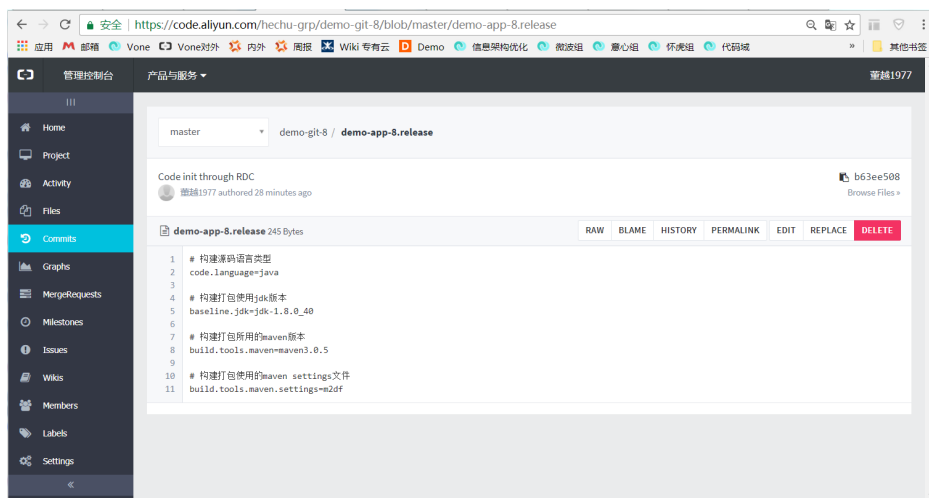 安全 | https://code.aliyun.com/hechu-grp/demo-git-8/blob/master/demo-app-8.release
应用 邮箱 Vone Vone对外 内外 周报 Wiki 专有云 Demo 信息架构优化 微波组 意心组 怀虎组 代码域 » 其他书签
管理控制台 产品与服务 董越1977
Home
Project
Activity
Files
Commits
Graphs
MergeRequests
Milestones
Issues
Wikis
Members
Labels
Settings
«
master demo-git-8 / demo-app-8.release
Code init through RDC b63ee508
董越1977 authored 28 minutes ago Browse Files »
demo-app-8.release 245 Bytes RAW BLAME HISTORY PERMALINK EDIT REPLACE DELETE
1 # 构建源码语言类型
2 code.language=java
3
4 # 构建打包使用jdk版本
5 baseline.jdk=jdk-1.8.0_40
6
7 # 构建打包所用的maven版本
8 build.tools.maven=maven3.0.5
9
10 # 构建打包使用的maven settings文件
11 build.tools.maven.settings=m2df